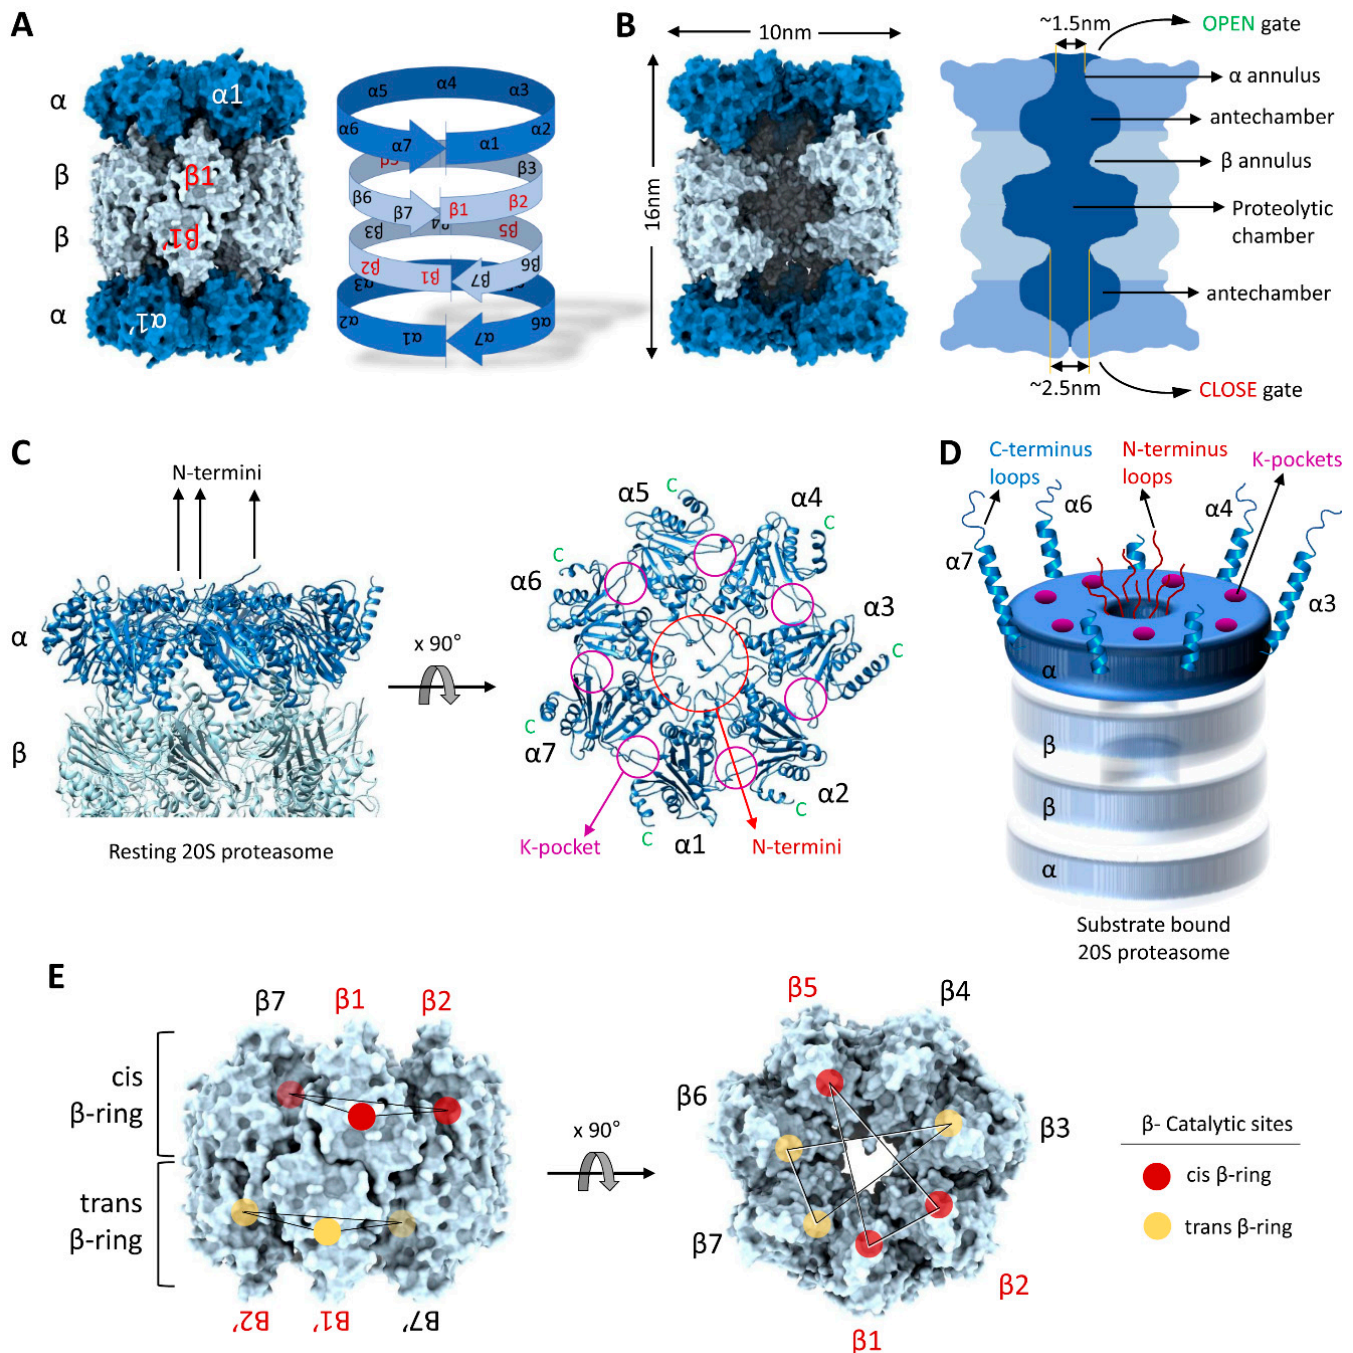 A
α
β
β
α
α1
β1
β1’
α1’
α5
α4
α3
α6
α7
α1
α2
β3
β6
β7
β1
β2
β3
β5
β2
β1
β7
β6
α3
α2
α1
α7
α6
B
10nm
16nm
~1.5nm
OPEN gate
α annulus
antechamber
β annulus
Proteolytic
chamber
antechamber
~2.5nm
CLOSE gate
C
N-termini
α
β
Resting 20S proteasome
x 90°
α5
C
α4
C
C
α6
α3
C
C
α7
α2
C
C
α1
K-pocket
N-termini
D
C-terminus
loops
N-terminus
loops
K-pockets
α6
α4
α7
α3
α
β
β
α
Substrate bound
20S proteasome
E
β7
β1
β2
cis
β-ring
trans
β-ring
B2’
B1’
B7’
x 90°
β5
β4
β6
β3
β7
β2
β1
β- Catalytic sites
cis β-ring
trans β-ring